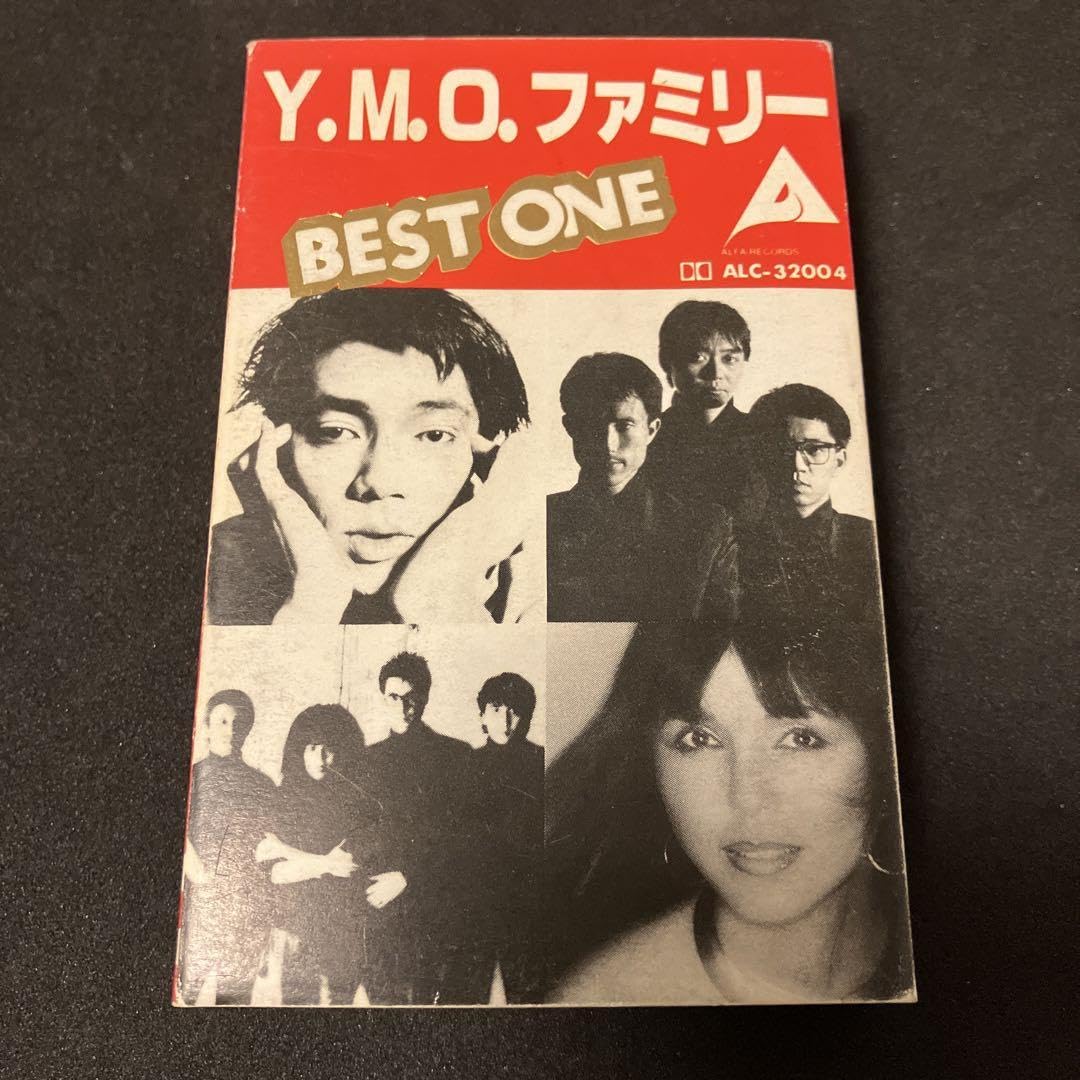 Y.M.O.ファミリー
BEST ONE
ALFA RECORDS
ALC-32004